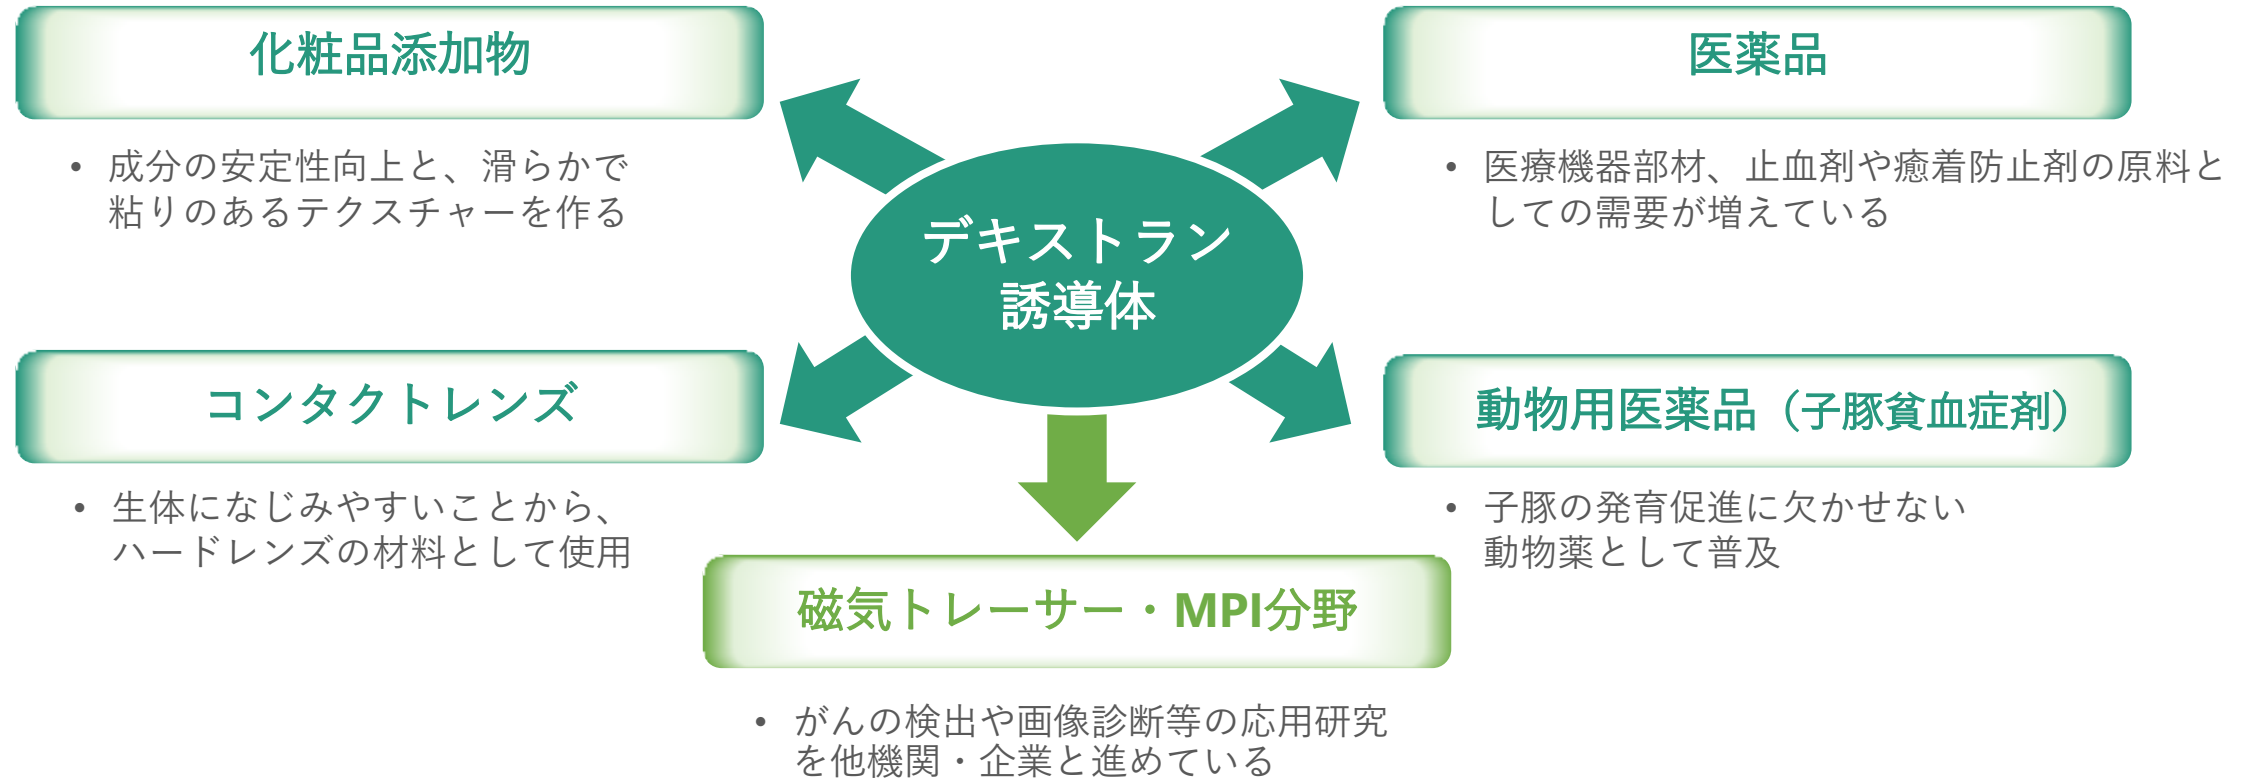 化粧品添加物
• 成分の安定性向上と、滑らかで
粘りのあるテクスチャーを作る
医薬品
• 医療機器部材、止血剤や癒着防止剤の原料と
しての需要が増えている
デキストラン
誘導体
コンタクトレンズ
• 生体になじみやすいことから、
ハードレンズの材料として使用
動物用医薬品（子豚貧血症剤）
• 子豚の発育促進に欠かせない
動物薬として普及
磁気トレーサー・MPI分野
• がんの検出や画像診断等の応用研究
を他機関・企業と進めている